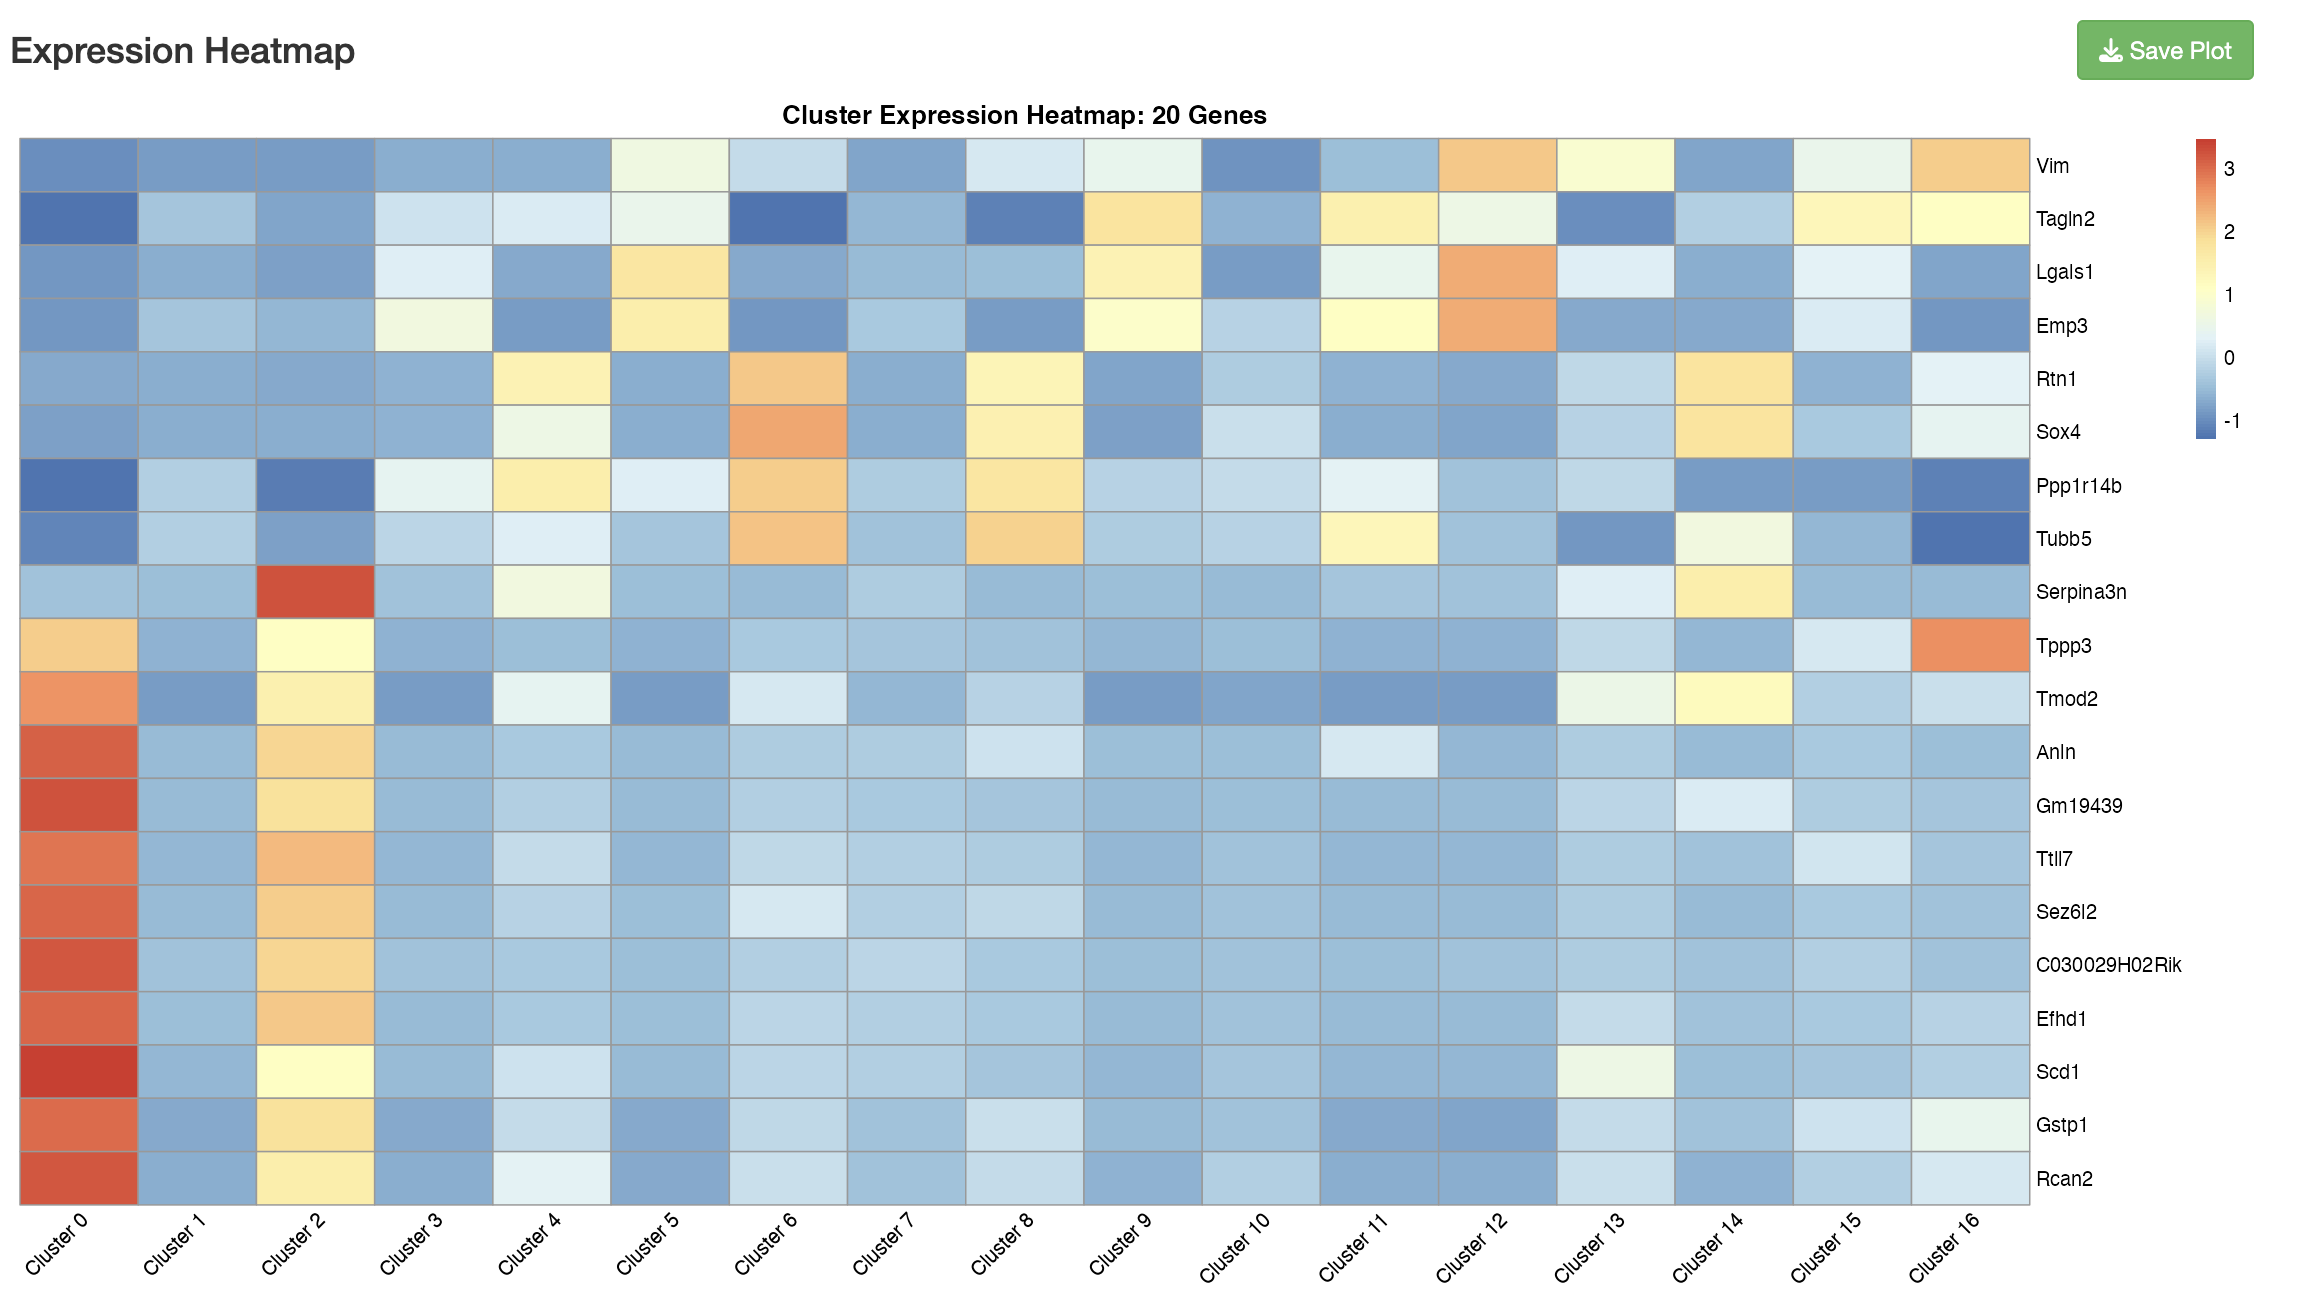 Expression Heatmap
Save Plot
Cluster Expression Heatmap: 20 Genes
Vim
Tagln2
Lgals1
Emp3
Rtn1
Sox4
Ppp1r14b
Tubb5
Serpina3n
Tppp3
Tmod2
Anln
Gm19439
Ttll7
Sez6l2
C030029H02Rik
Efhd1
Scd1
Gstp1
Rcan2
3
2
1
0
-1
Cluster 0
Cluster 1
Cluster 2
Cluster 3
Cluster 4
Cluster 5
Cluster 6
Cluster 7
Cluster 8
Cluster 9
Cluster 10
Cluster 11
Cluster 12
Cluster 13
Cluster 14
Cluster 15
Cluster 16